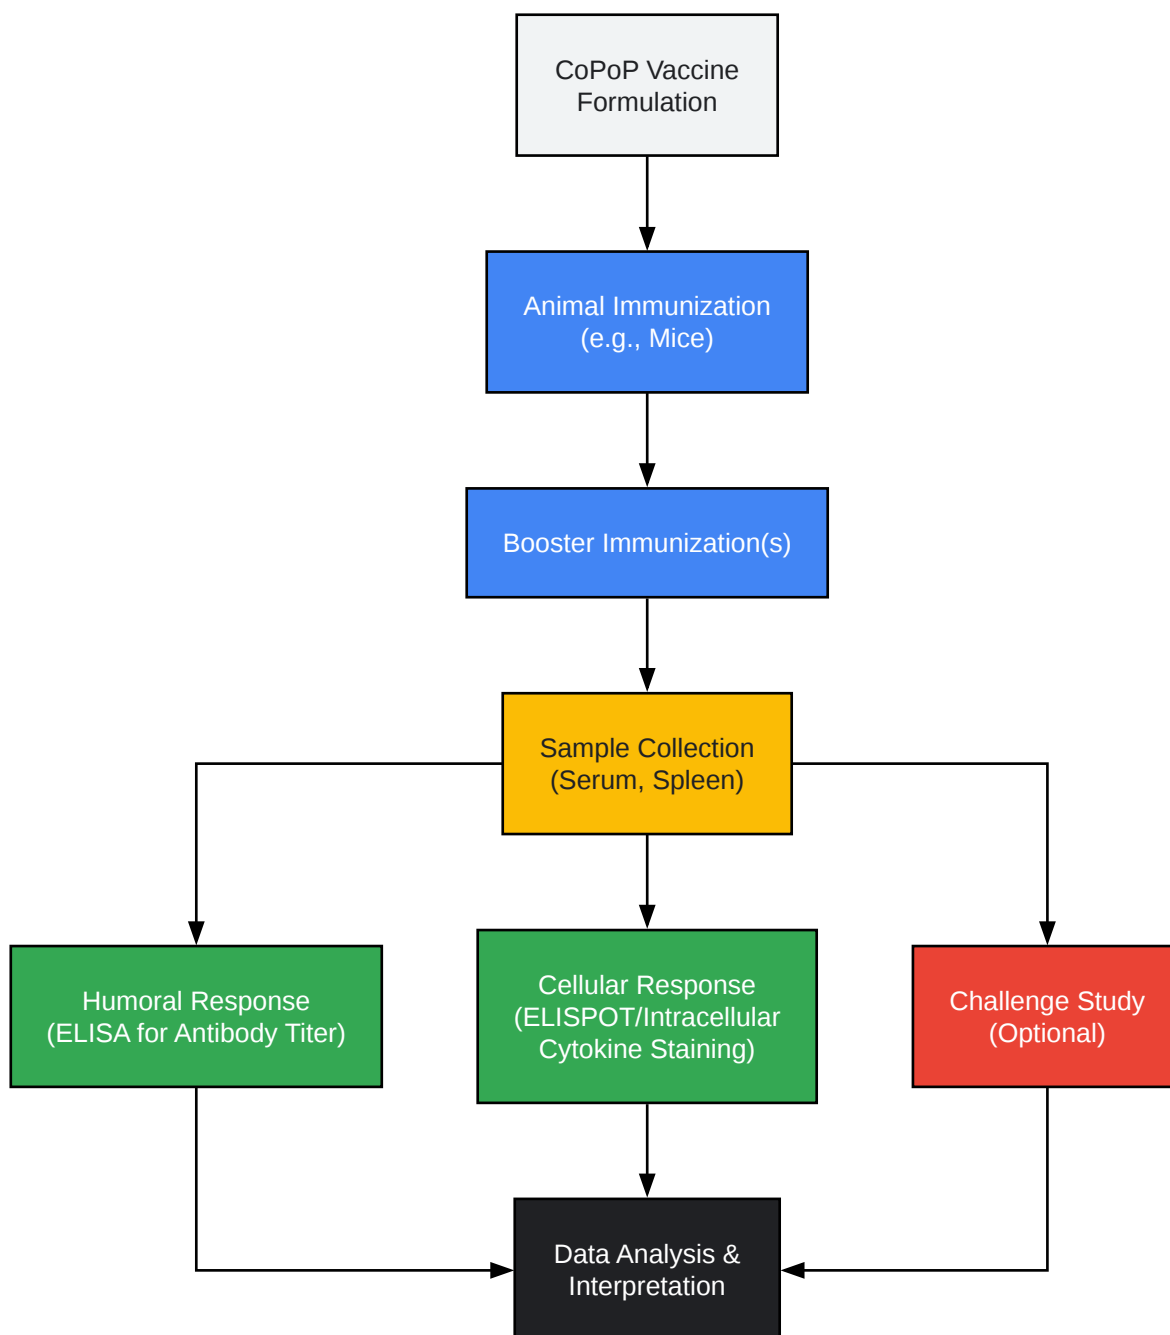 CoPoP Vaccine
Formulation
Animal Immunization
(e.g., Mice)
Booster Immunization(s)
Sample Collection
(Serum, Spleen)
Humoral Response
(ELISA for Antibody Titer)
Cellular Response
(ELISPOT/Intracellular
Cytokine Staining)
Challenge Study
(Optional)
Data Analysis &
Interpretation